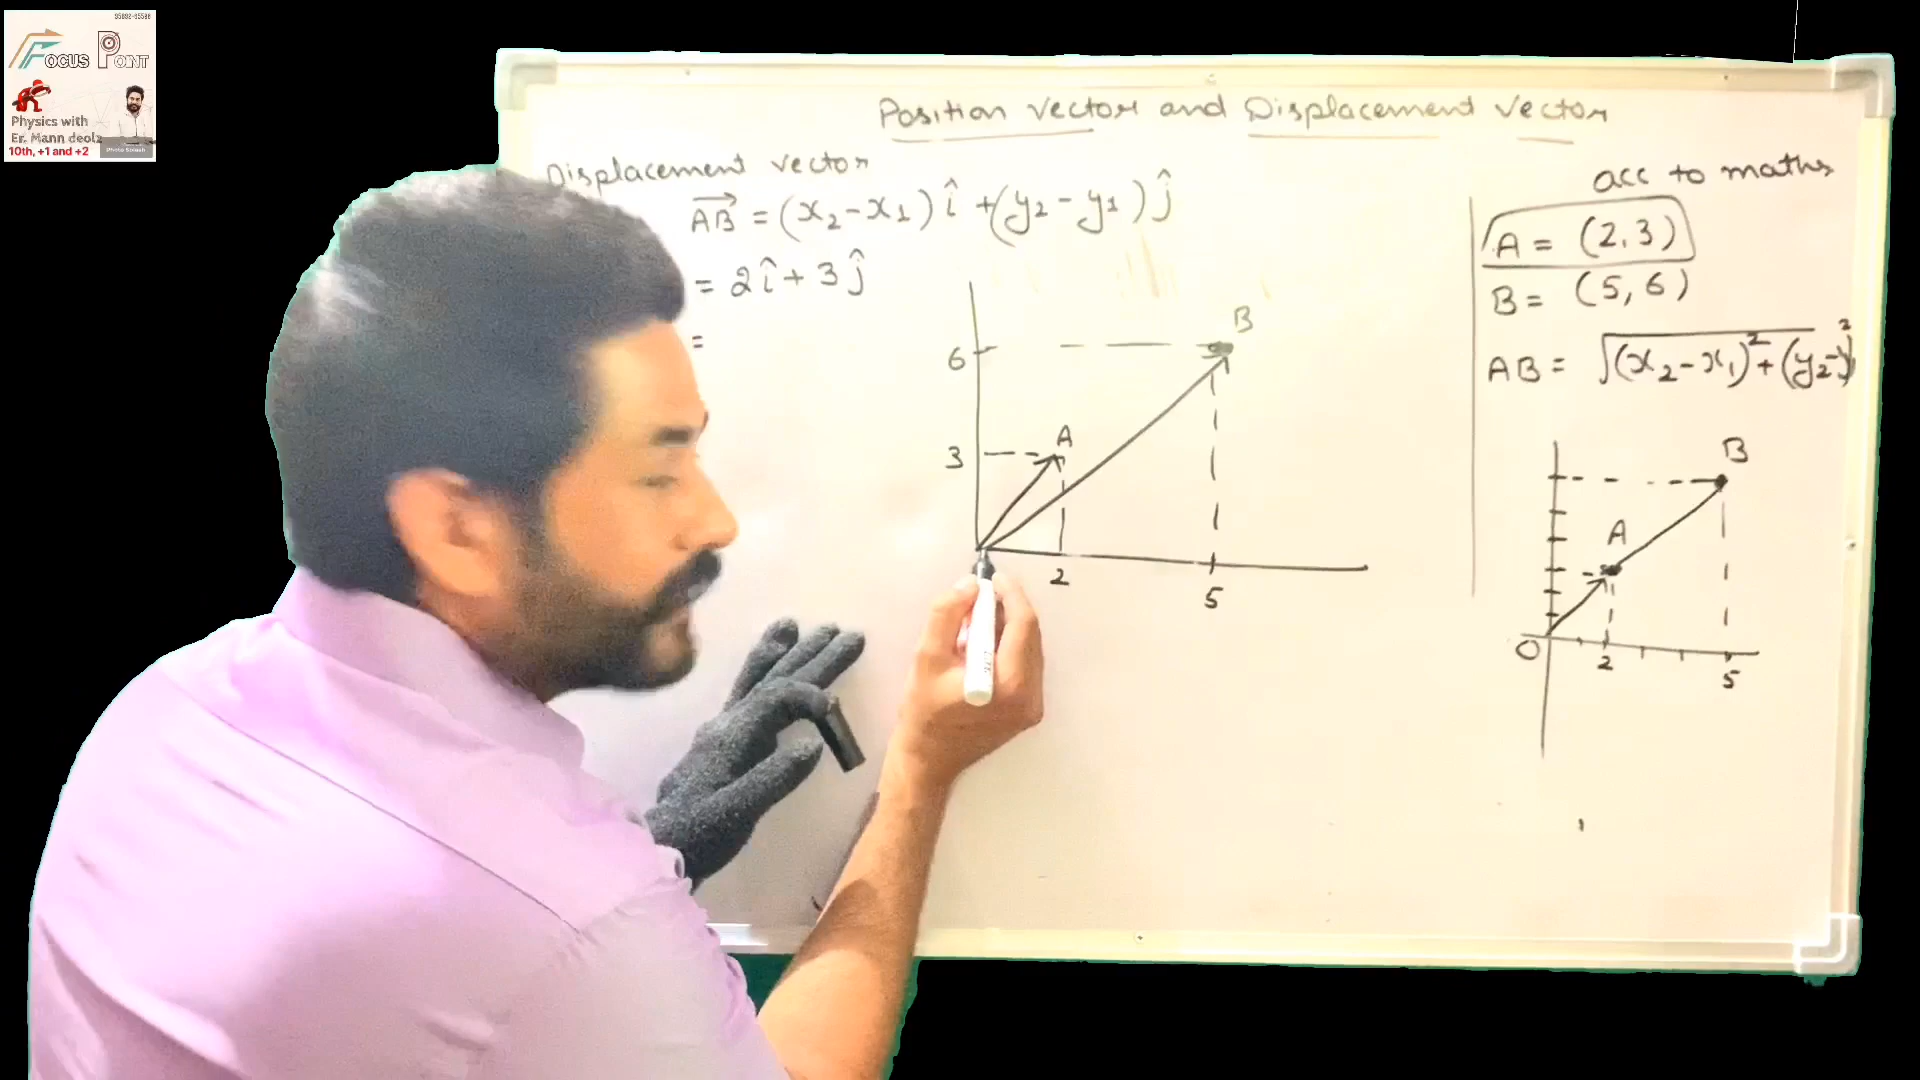 95692-65586
FOCUS POINT
Physics with
Er. Mann deol
10th, +1 and +2
Position vector and Displacement vector
Displacement vector
AB⃗ = (x₂-x₁) î + (y₂-y₁) ĵ
= 2î + 3ĵ
=
B
6
A
3
2
5
acc to maths
A = (2,3)
B = (5,6)
AB = √(x₂-x₁)² + (y₂-y)²
B
A
O
2
5